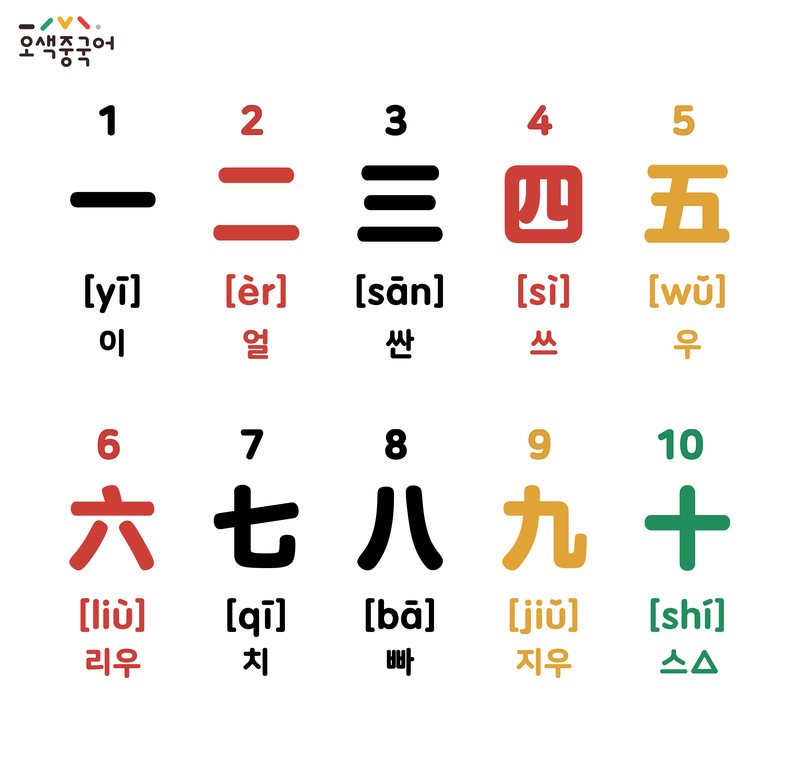 오색중국어
1 2 3 4 5
一 二 三 四 五
[yī] [èr] [sān] [sì] [wǔ]
이 얼 싼 쓰 우
6 7 8 9 10
六 七 八 九 十
[liù] [qī] [bā] [jiǔ] [shí]
리우 치 빠 지우 스△